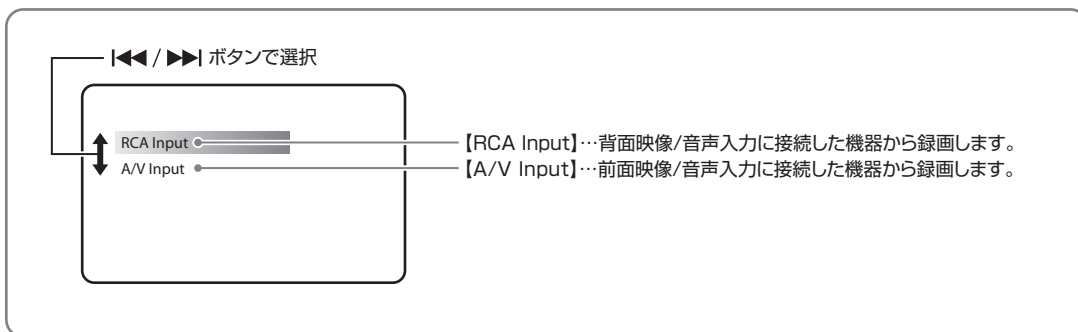 |◀◀ / ▶▶| ボタンで選択
RCA Input
【RCA Input】…背面映像/音声入力に接続した機器から録画します。
A/V Input
【A/V Input】…前面映像/音声入力に接続した機器から録画します。